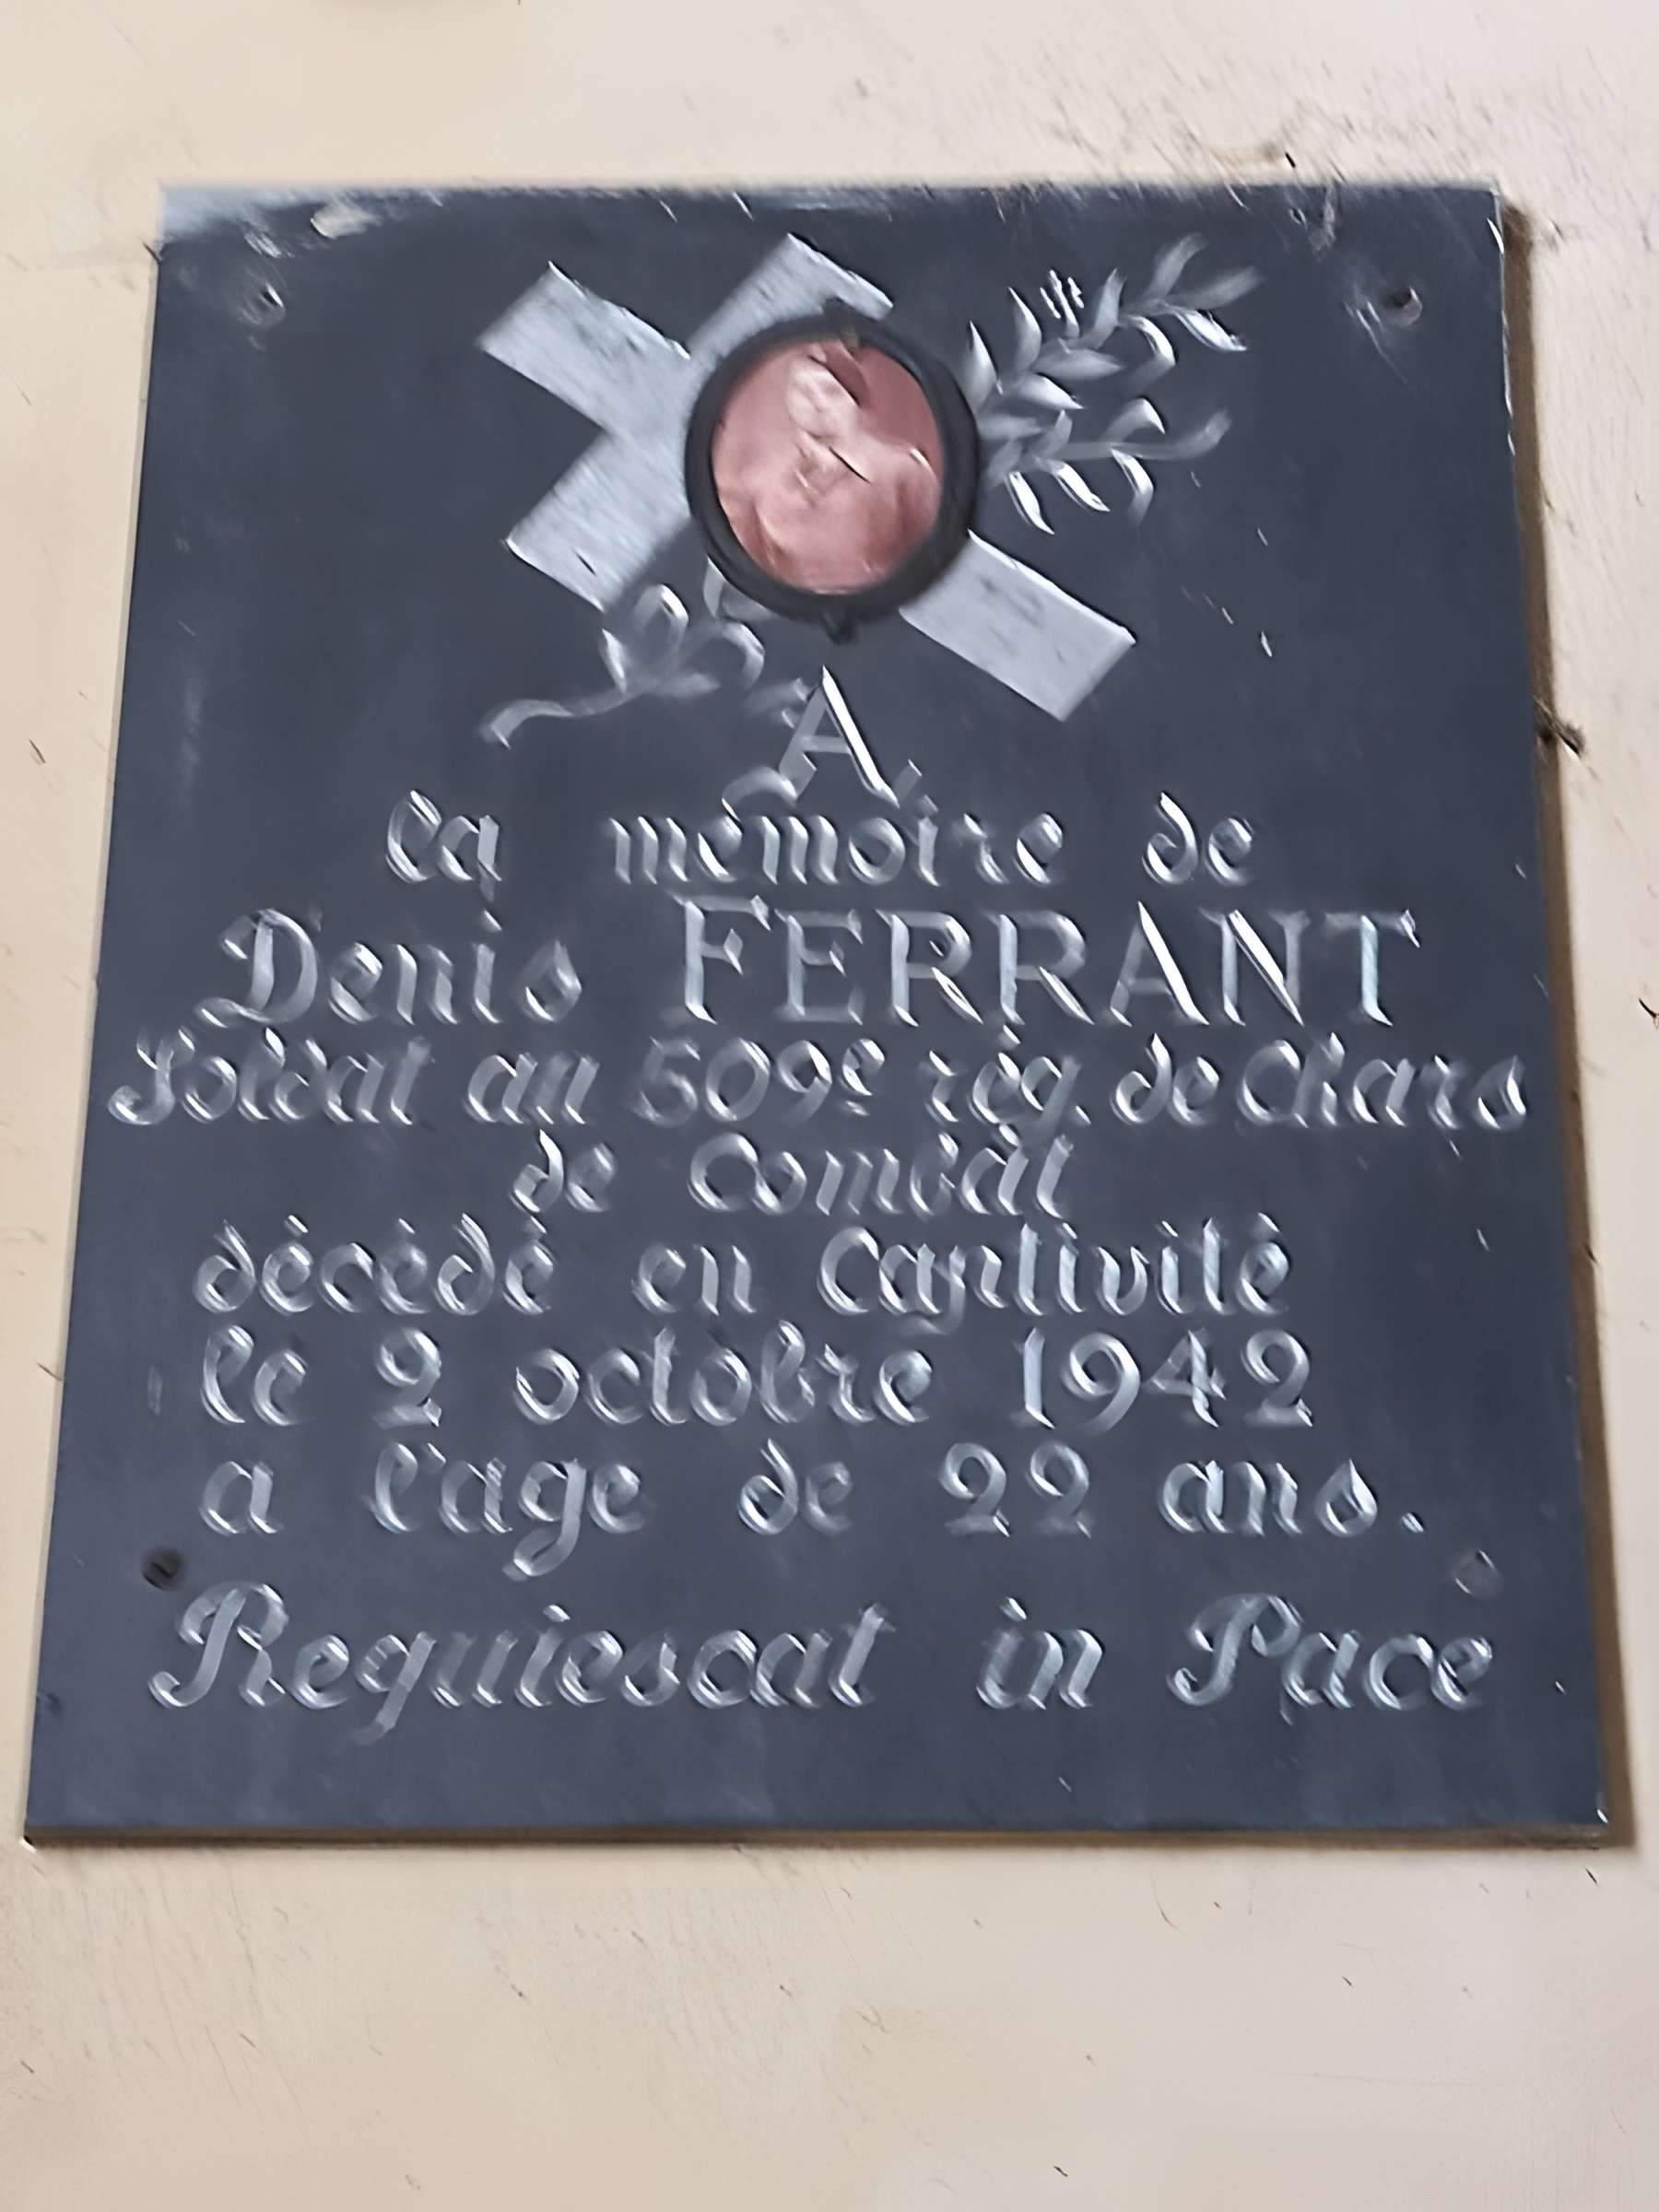 A
la mémoire de
Denis FERRANT
Soldat au 509e rég. de Chars
de Combat
décédé en Captivité
le 2 octobre 1942
a l'age de 22 ans.
Requiescat in Pace